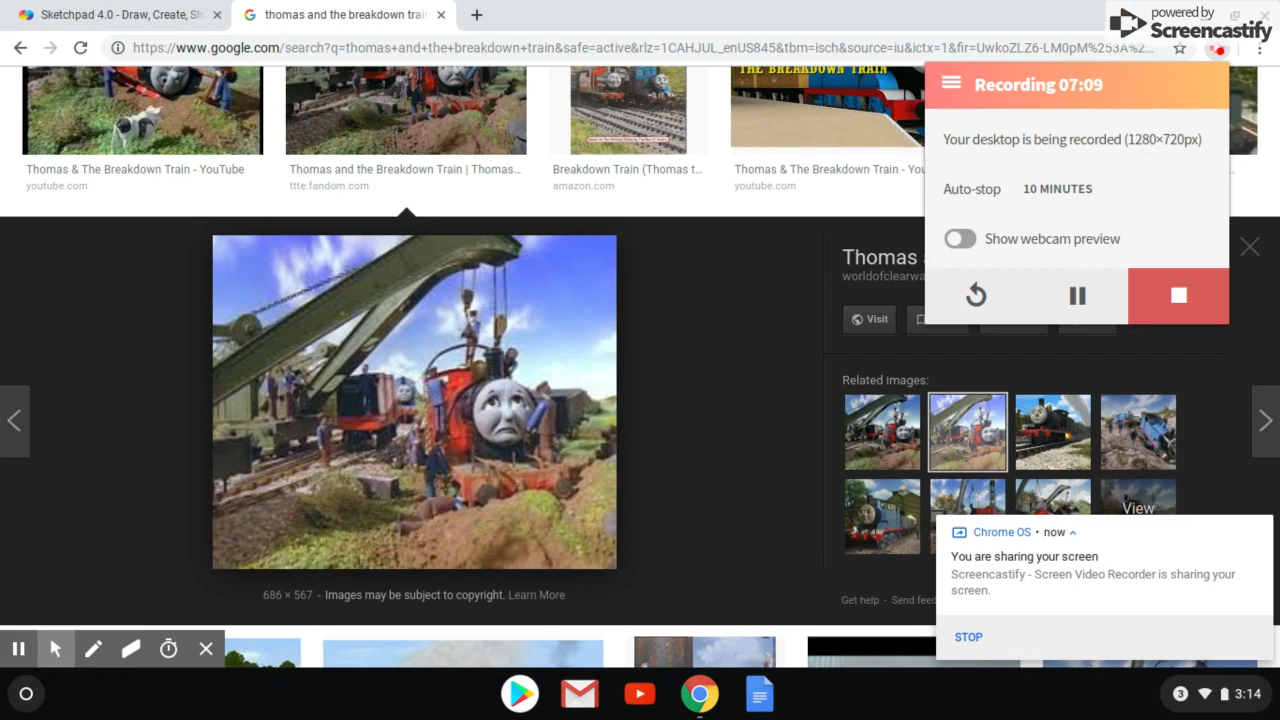 Sketchpad 4.0 - Draw, Create, Sh
thomas and the breakdown train
powered by
Screencastify
https://www.google.com/search?q=thomas+and+the+breakdown+train&safe=active&rlz=1CAHJUL_enUS845&tbm=isch&source=iu&ictx=1&fir=UwkoZLZ6-LM0pM%253A%2...
Recording 07:09
Your desktop is being recorded (1280×720px)
Auto-stop 10 MINUTES
Show webcam preview
THE BREAKDOWN TRAIN
Thomas & The Breakdown Train - YouTube
youtube.com
Thomas and the Breakdown Train | Thomas...
ttte.fandom.com
Breakdown Train (Thomas t...
amazon.com
Thomas & The Breakdown Train - You
youtube.com
Thomas
worldofclearwa
Visit
Related images:
View
686 × 567 - Images may be subject to copyright. Learn More
Get help - Send feed
Chrome OS • now
You are sharing your screen
Screencastify - Screen Video Recorder is sharing your
screen.
STOP
3
3:14